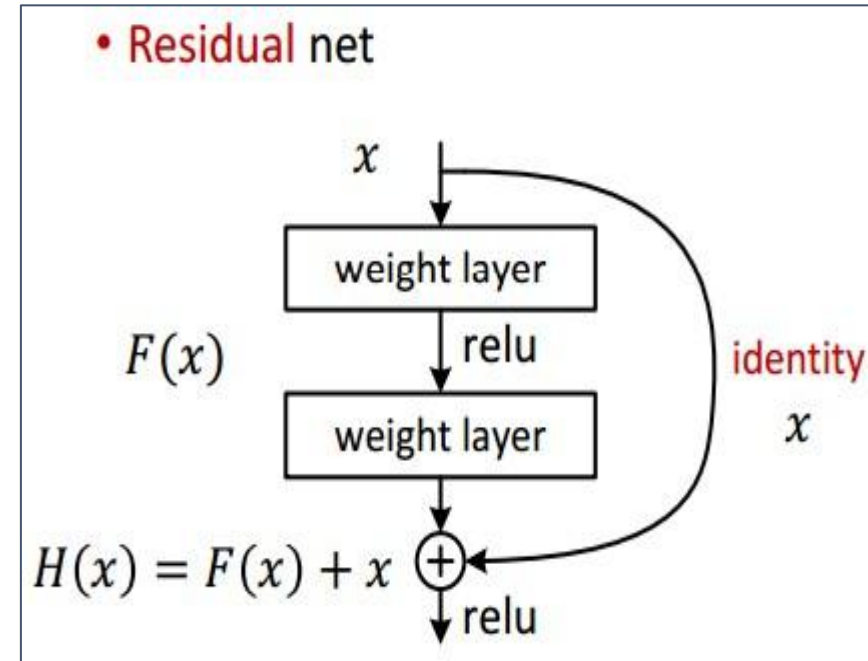 • Residual net
x
weight layer
F(x)
relu
identity
x
weight layer
H(x) = F(x) + x
+
relu